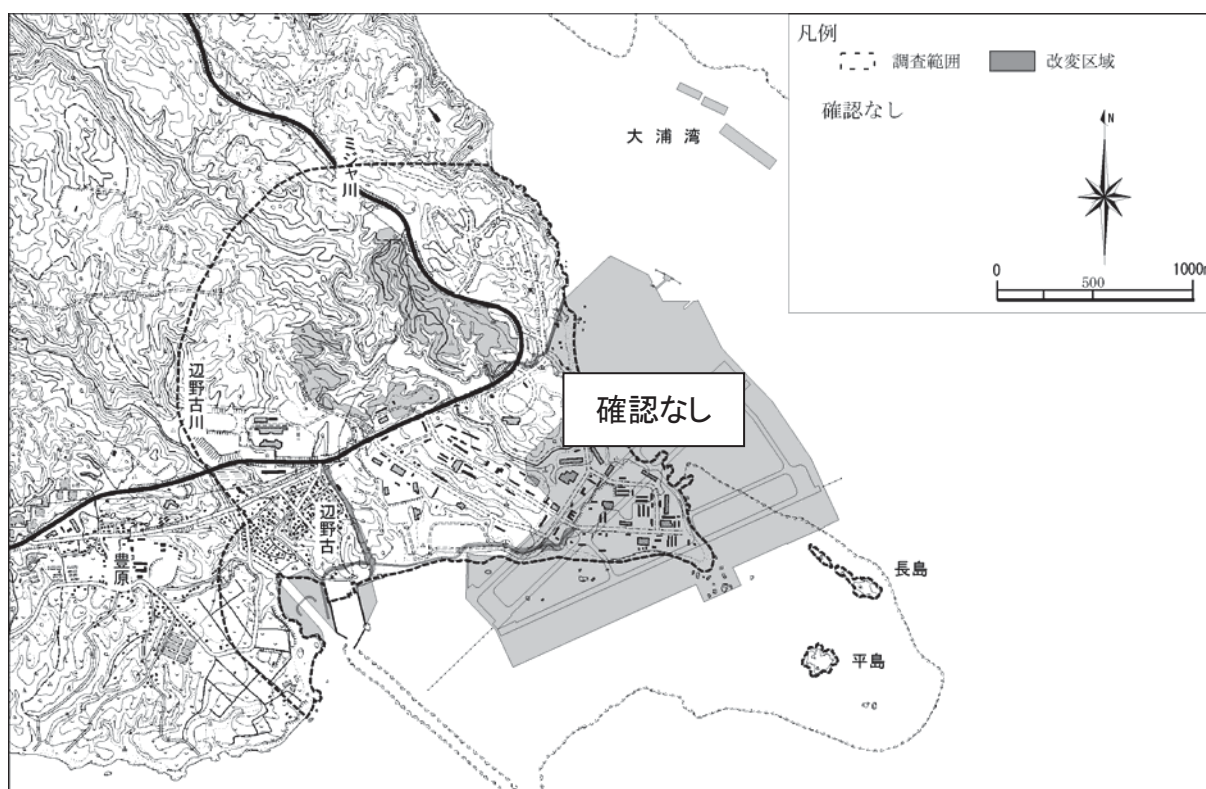 凡例
調査範囲
改変区域
確認なし
N
0
500
1000m
大浦湾
ミジャ川
辺野古川
確認なし
辺野古
豊原
長島
平島